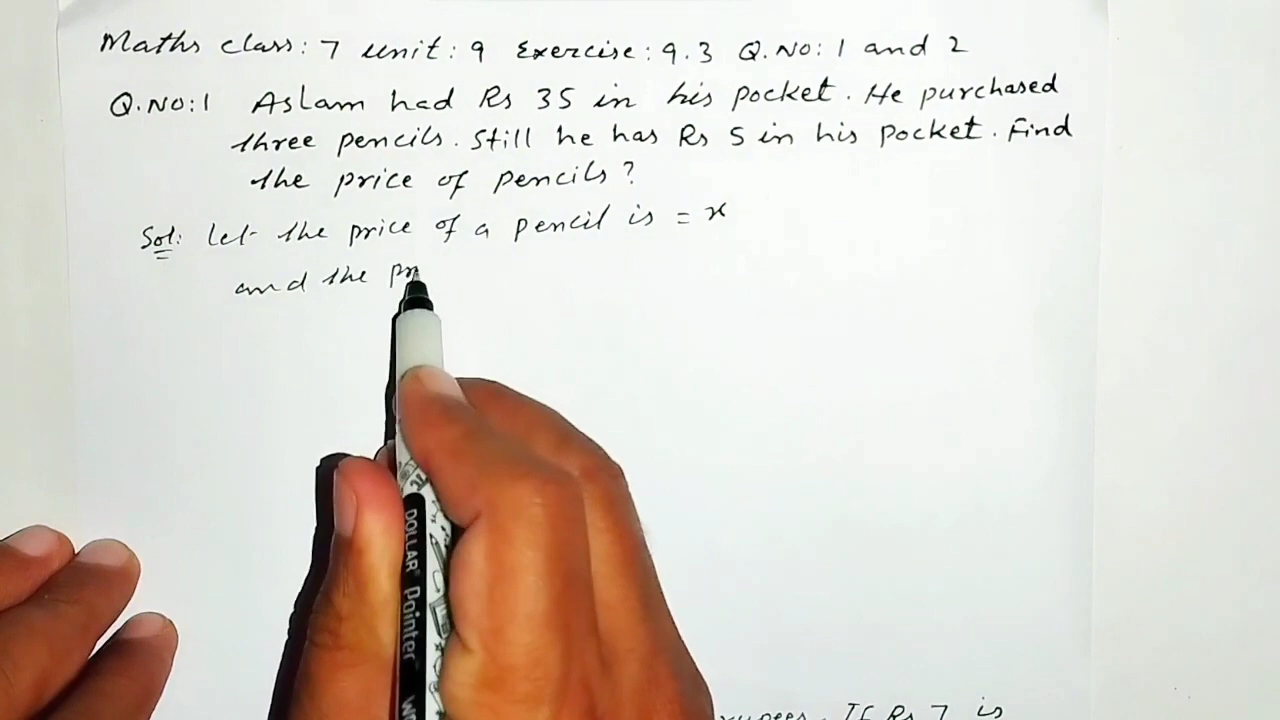 Maths class: 7 unit: 9 Exercise: 9.3 Q.NO: 1 and 2
Q.NO:1 Aslam had Rs 35 in his pocket. He purchased
three pencils. Still he has Rs 5 in his pocket. Find
the price of pencils?
Sol: Let the price of a pencil is = x
and the pr
DOLLAR pointer
rupees. If Rs 7 is